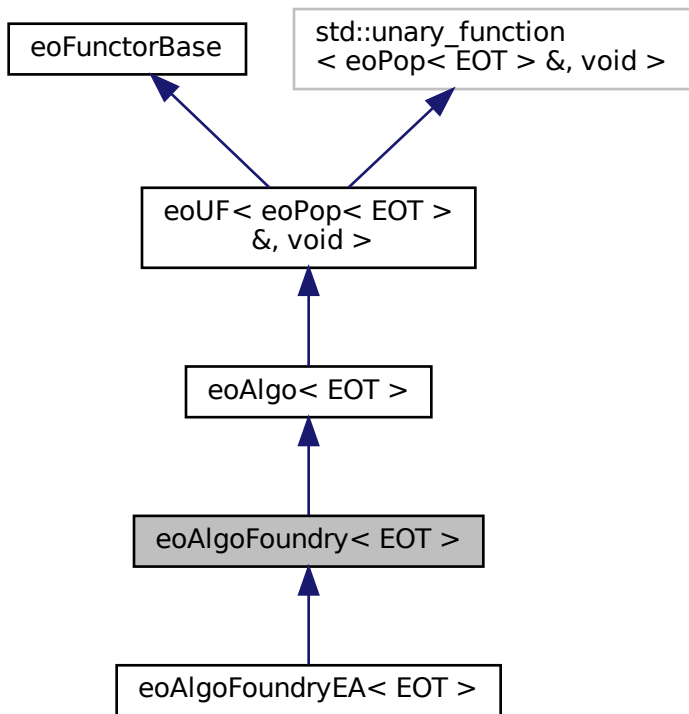 eoFunctorBase
std::unary_function
< eoPop< EOT > &, void >
eoUF< eoPop< EOT >
&, void >
eoAlgo< EOT >
eoAlgoFoundry< EOT >
eoAlgoFoundryEA< EOT >